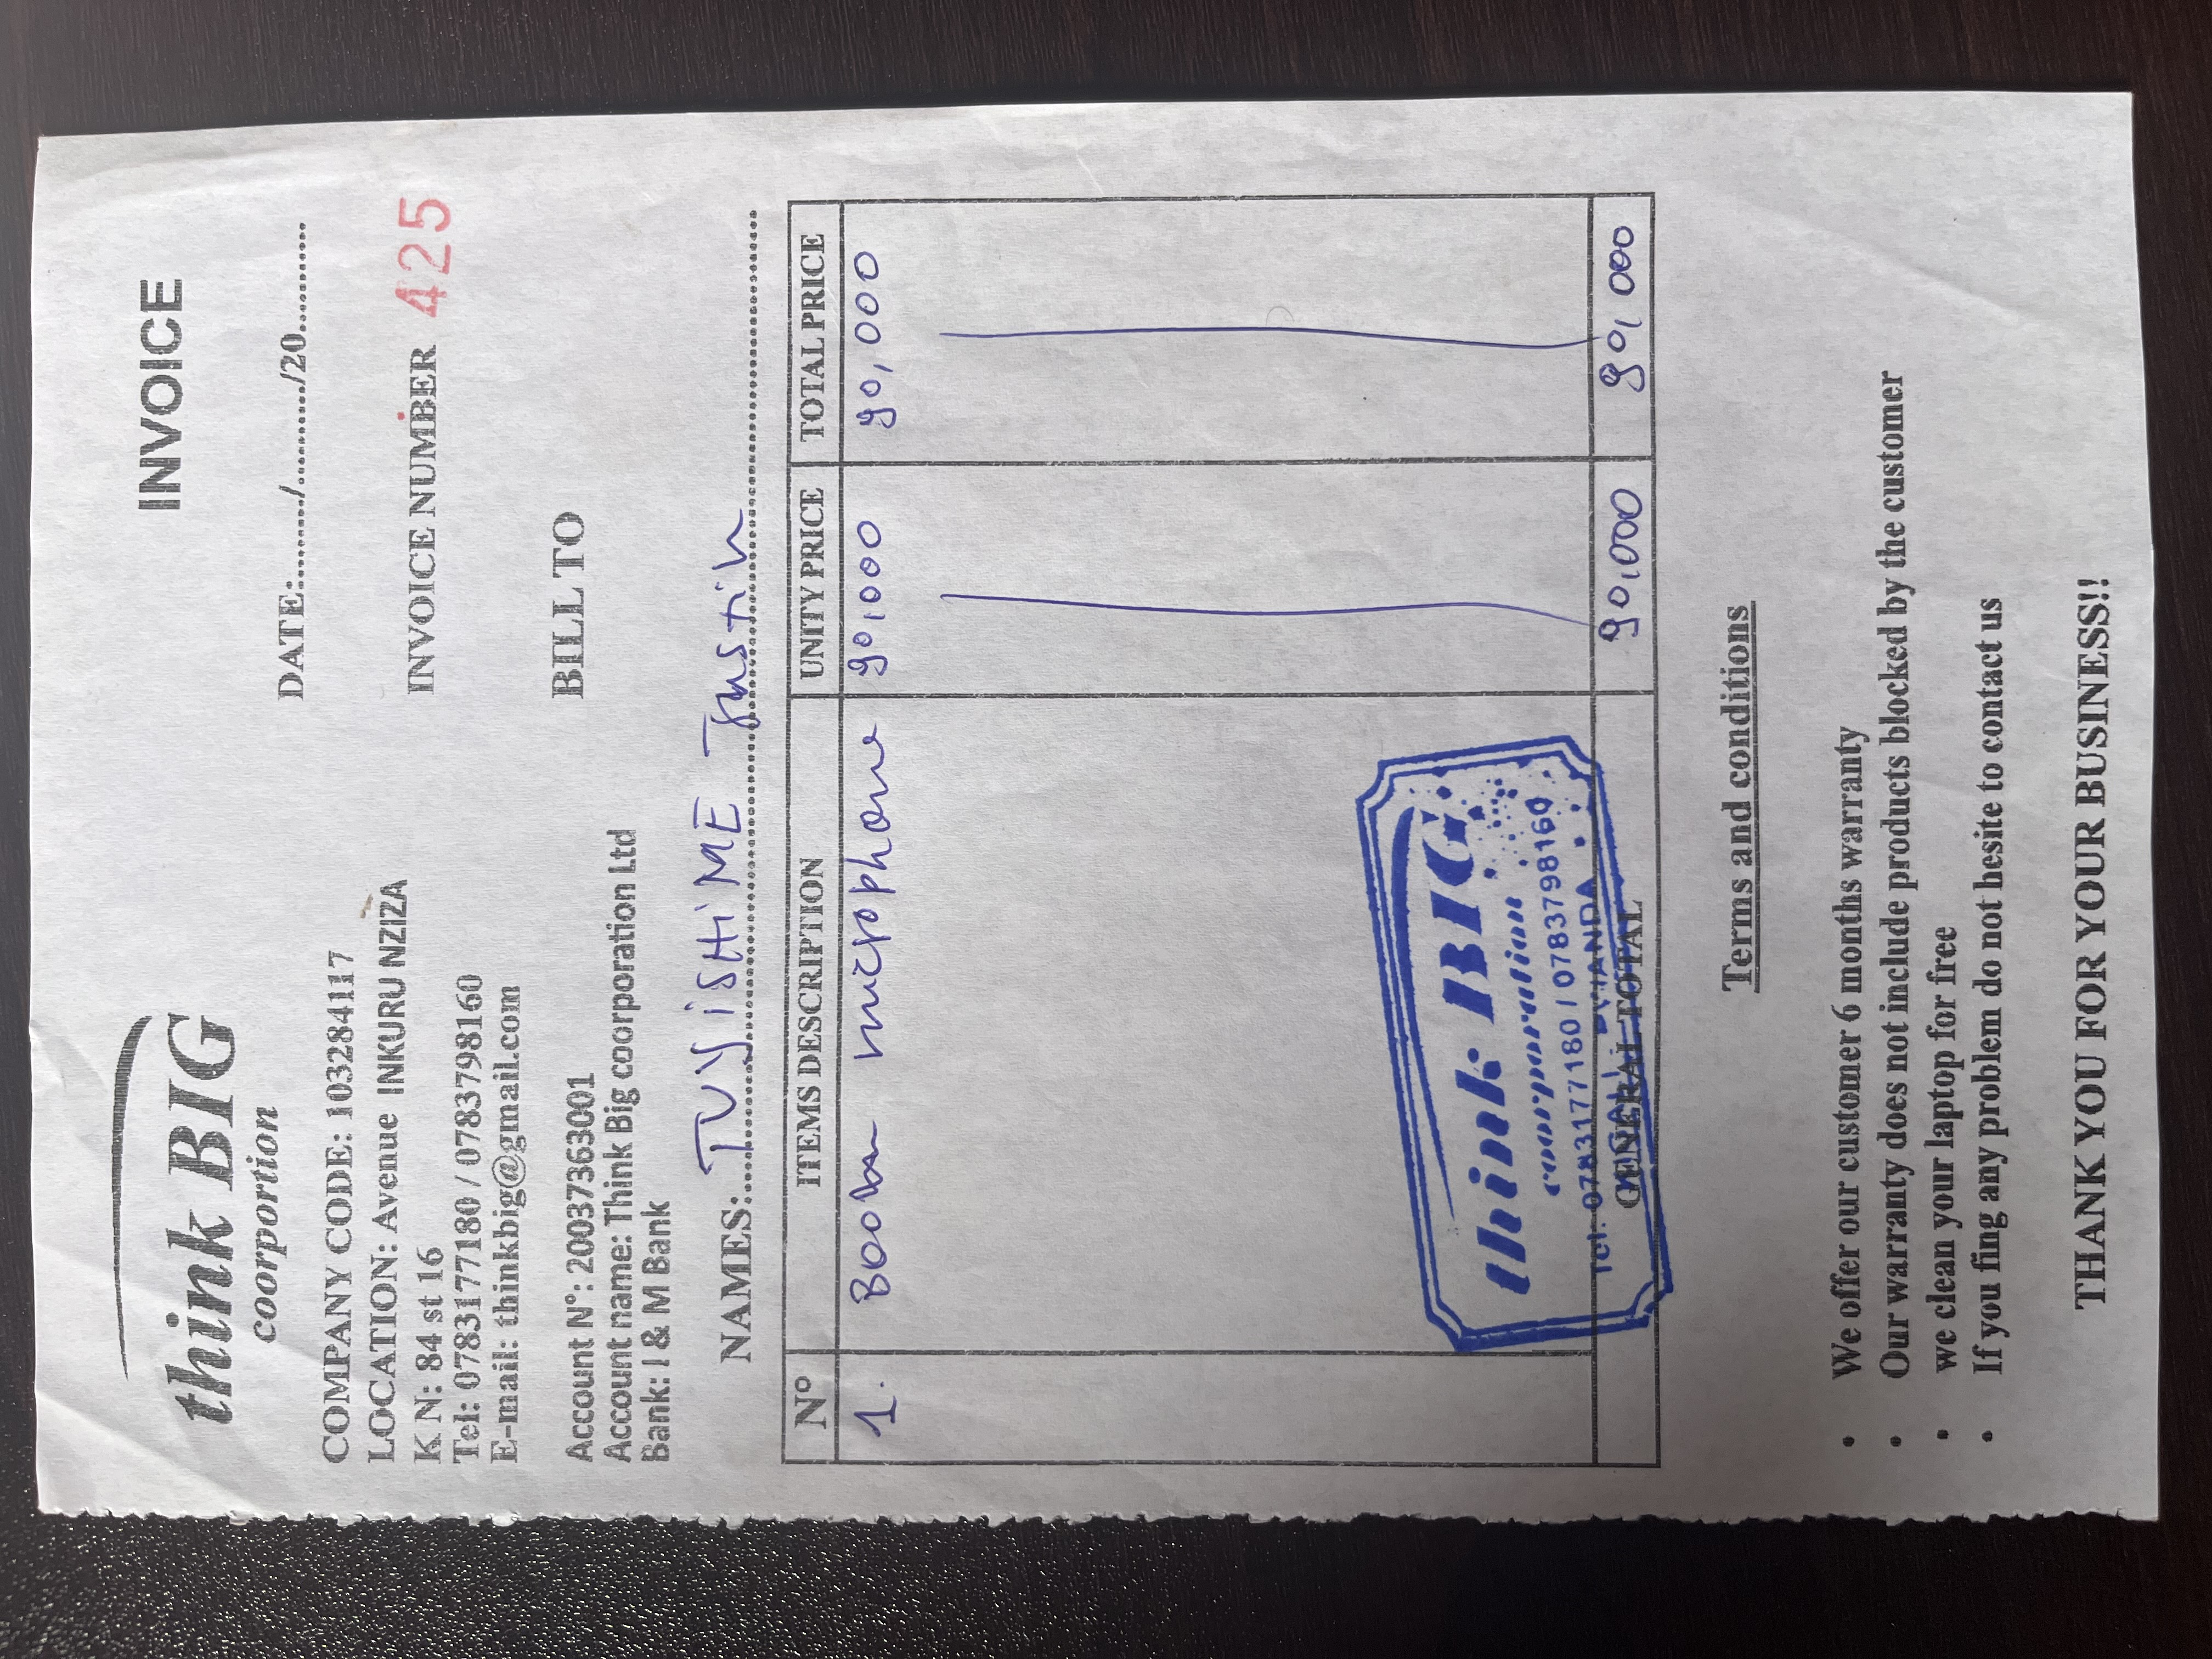 think BIG
coorportion
INVOICE
COMPANY CODE: 103284117
LOCATION: Avenue INKURU NZIZA
K N: 84 st 16
Tel: 0783177180 / 0783798160
E-mail: thinkbig@gmail.com
DATE:......./............/20..........
INVOICE NUMBER 425
Account N°: 20037363001
Account name: Think Big coorporation Ltd
Bank: I & M Bank
BILL TO
NAMES: TUYISHIME Justin
N° ITEMS DESCRIPTION UNITY PRICE TOTAL PRICE
1. Boom microphone 90,000 90,000
think BIG
coorporation
Tel: 0783177180 / 0783798160
GENERAL TOTAL 90,000 90,000
Terms and conditions
• We offer our customer 6 months warranty
• Our warranty does not include products blocked by the customer
• we clean your laptop for free
• If you fing any problem do not hesite to contact us
THANK YOU FOR YOUR BUSINESS!!